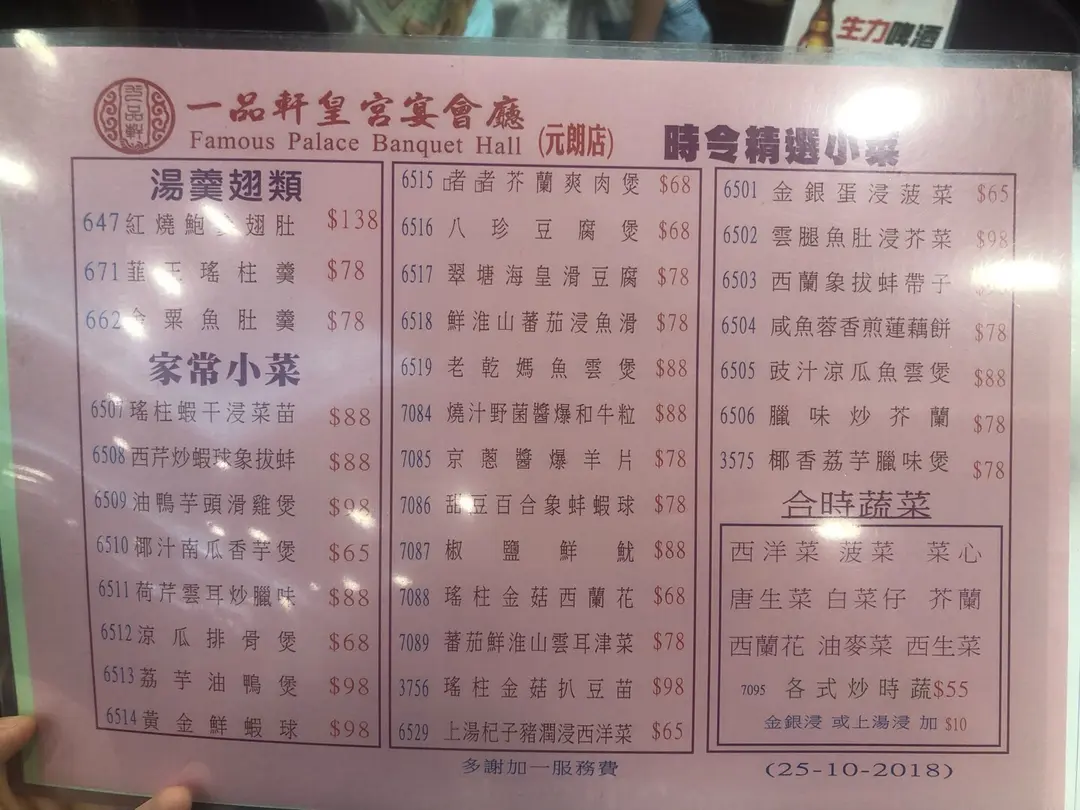 生力啤酒
一品軒
一品軒皇宮宴會廳
Famous Palace Banquet Hall (元朗店)
時令精選小菜
湯羹翅類
647 紅燒鮑 翅肚 $138
671 韮王瑤柱羹 $78
662 金粟魚肚羹 $78
家常小菜
6507 瑤柱蝦干浸菜苗 $88
6508 西芹炒蝦球象拔蚌 $88
6509 油鴨芋頭滑雞煲 $98
6510 椰汁南瓜香芋煲 $65
6511 荷芹雲耳炒臘味 $88
6512 涼瓜排骨煲 $68
6513 荔芋油鴨煲 $98
6514 黃金鮮蝦球 $98
6515 啫啫芥蘭爽肉煲 $68
6516 八珍豆腐煲 $68
6517 翠塘海皇滑豆腐 $78
6518 鮮淮山蕃茄浸魚滑 $78
6519 老乾媽魚雲煲 $88
7084 燒汁野菌醬爆和牛粒 $88
7085 京蔥醬爆羊片 $78
7086 甜豆百合象蚌蝦球 $78
7087 椒鹽鮮魷 $88
7088 瑤柱金菇西蘭花 $68
7089 蕃茄鮮淮山雲耳津菜 $78
3756 瑤柱金菇扒豆苗 $98
6529 上湯杞子豬潤浸西洋菜 $65
多謝加一服務費
6501 金銀蛋浸菠菜 $65
6502 雲腿魚肚浸芥菜 $98
6503 西蘭象拔蚌帶子
6504 咸魚蓉香煎蓮藕餅 $78
6505 豉汁涼瓜魚雲煲 $88
6506 臘味炒芥蘭 $78
3575 椰香荔芋臘味煲 $78
合時蔬菜
西洋菜 菠菜 菜心
唐生菜 白菜仔 芥蘭
西蘭花 油麥菜 西生菜
7095 各式炒時蔬$55
金銀浸 或上湯浸 加 $10
(25-10-2018)